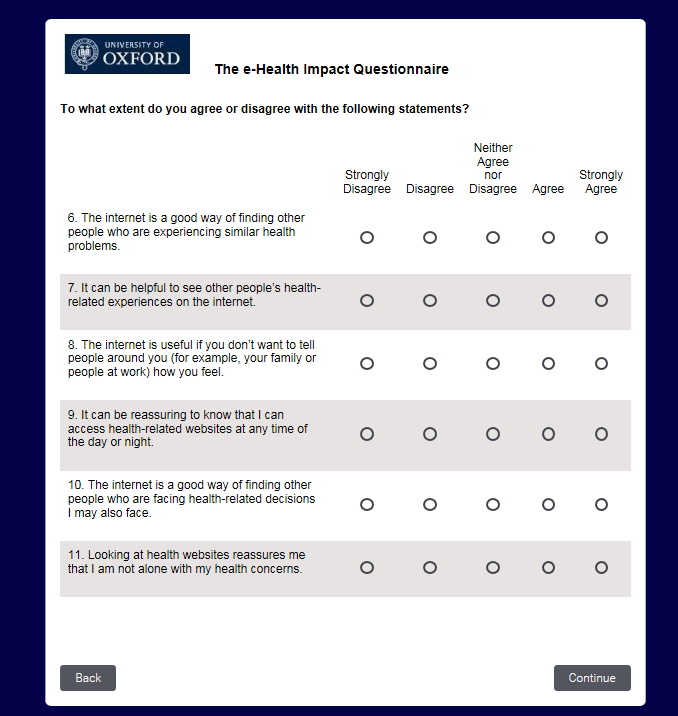 UNIVERSITY OF
OXFORD
The e-Health Impact Questionnaire
To what extent do you agree or disagree with the following statements?
Strongly
Disagree
Disagree
Neither
Agree
nor
Disagree
Agree
Strongly
Agree
6. The internet is a good way of finding other
people who are experiencing similar health
problems.
7. It can be helpful to see other people's health-
related experiences on the internet.
8. The internet is useful if you don't want to tell
people around you (for example, your family or
people at work) how you feel.
9. It can be reassuring to know that I can
access health-related websites at any time of
the day or night.
10. The internet is a good way of finding other
people who are facing health-related decisions
I may also face.
11. Looking at health websites reassures me
that I am not alone with my health concerns.
Back
Continue